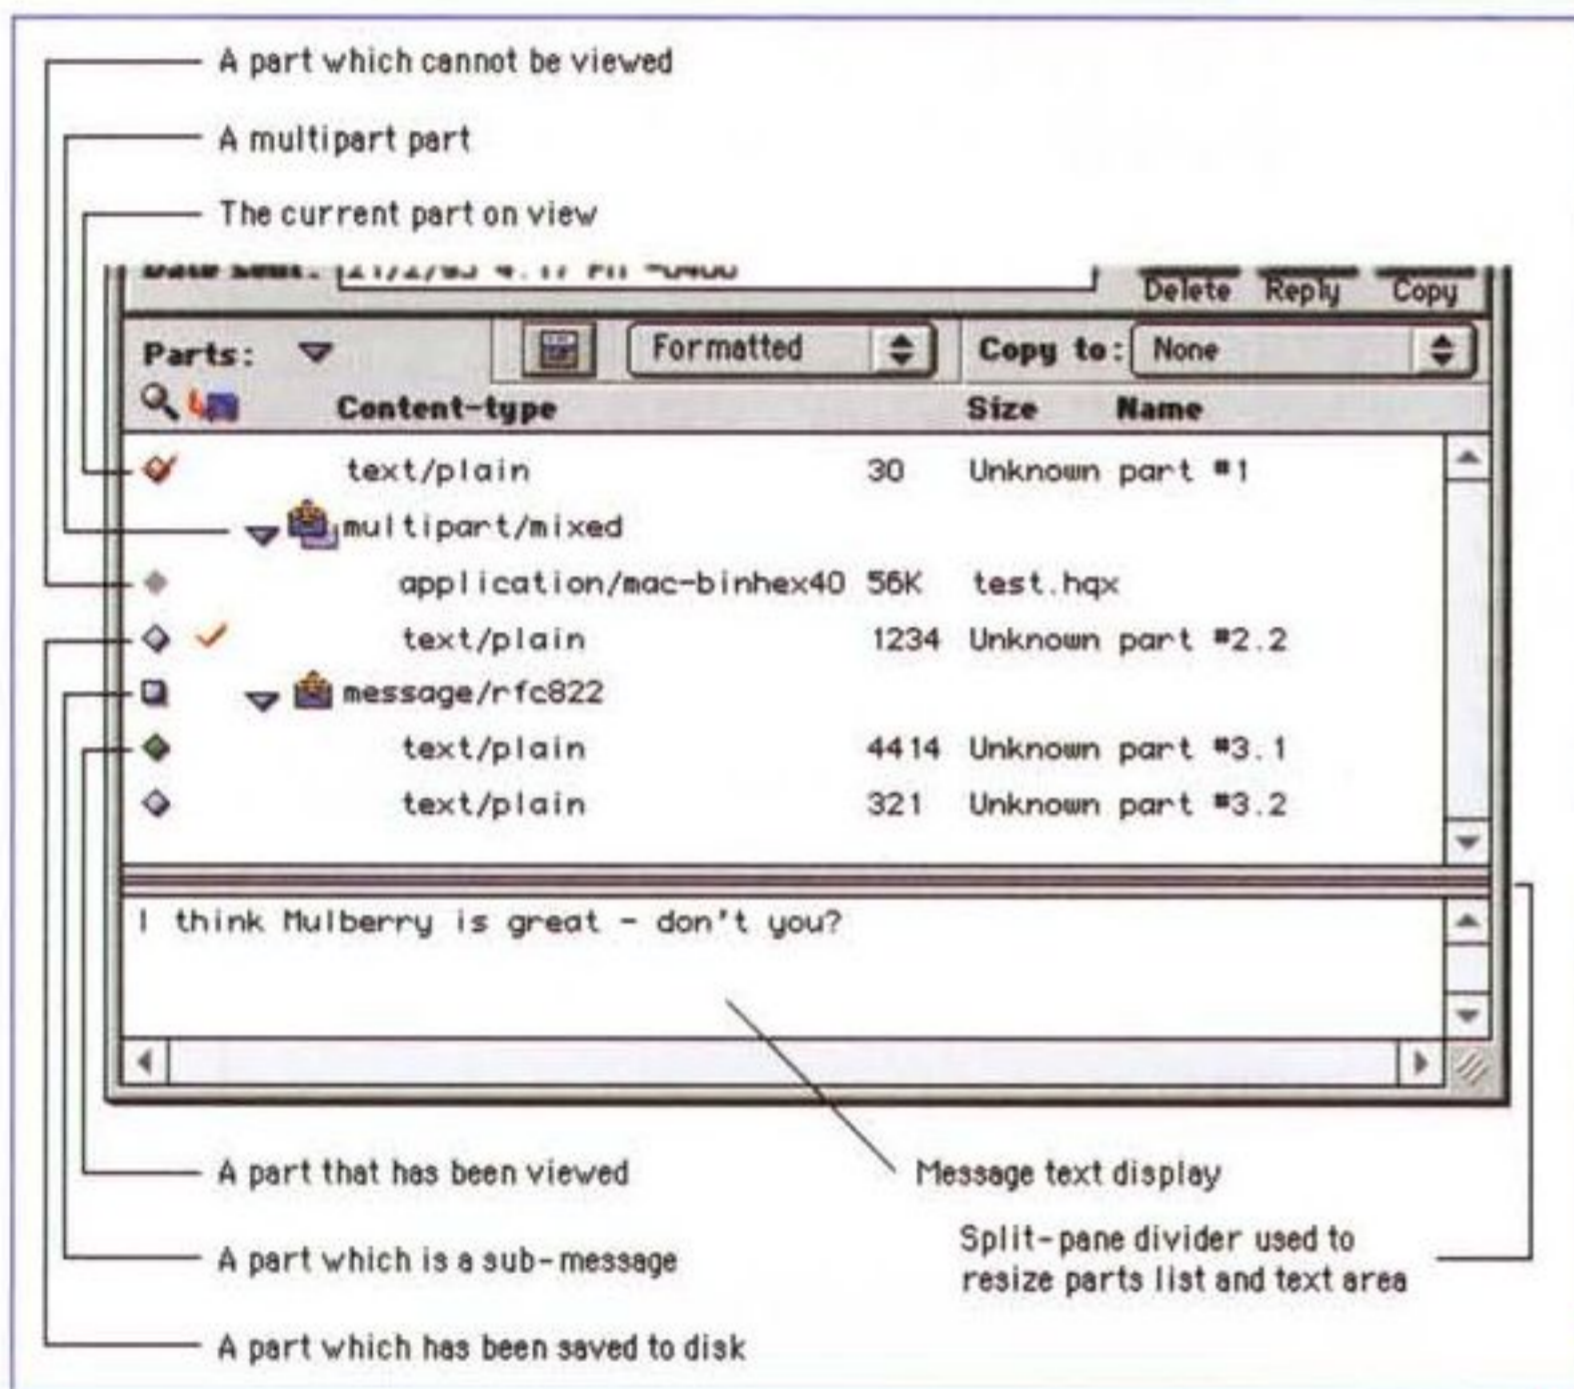 A part which cannot be viewed
A multipart part
The current part on view
Delete Reply Copy
Parts: Formatted Copy to: None
Content-type Size Name
text/plain 30 Unknown part #1
multipart/mixed
application/mac-binhex40 56K test.hqx
text/plain 1234 Unknown part #2.2
message/rfc822
text/plain 4414 Unknown part #3.1
text/plain 321 Unknown part #3.2
I think Mulberry is great - don't you?
A part that has been viewed
Message text display
A part which is a sub-message
Split-pane divider used to
resize parts list and text area
A part which has been saved to disk